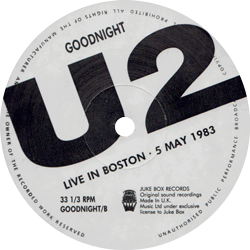 GOODNIGHT
U2
LIVE IN BOSTON · 5 MAY 1983
33 1/3 RPM
GOODNIGHT/B
JUKE BOX RECORDS
Original sound recordings
Made In U.K.
Music Ltd under exclusive
license to Juke Box
ALL RIGHTS OF THE MANUFACTURER
OWNER OF THE RECORDED WORK RESERVED
UNAUTHORISED PUBLIC PERFORMANCE
PROHIBITED